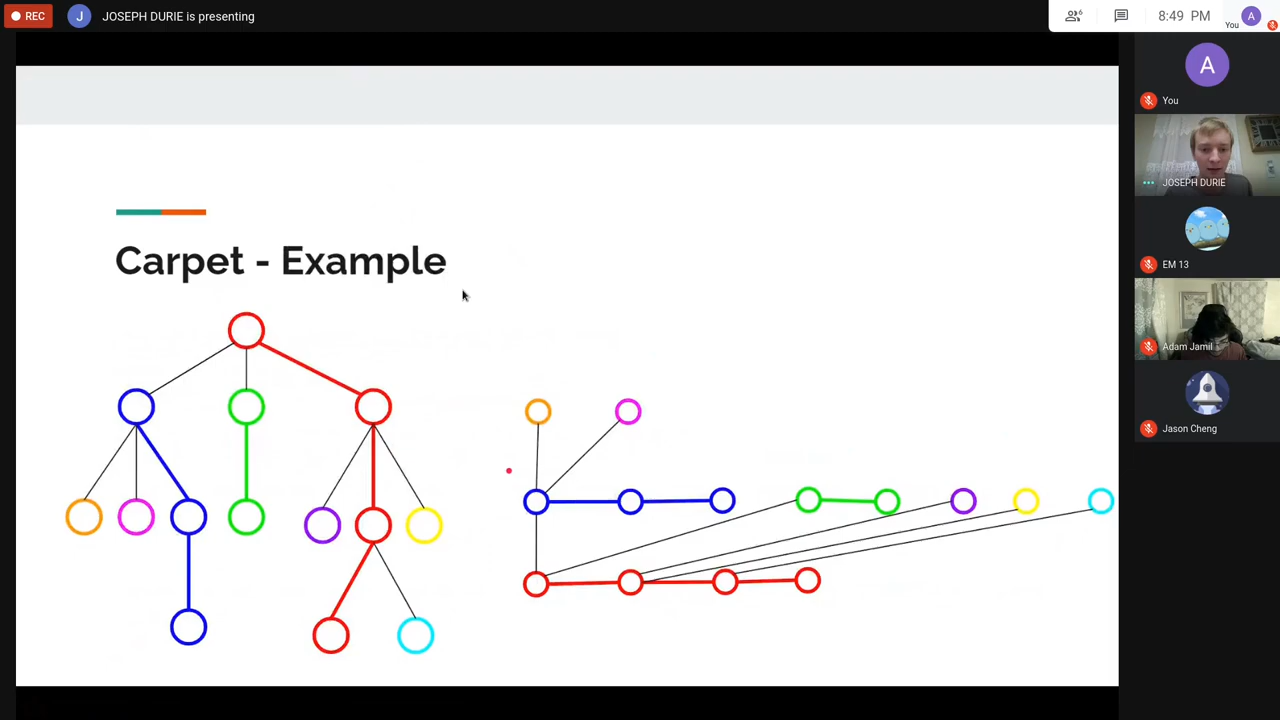 REC
J
JOSEPH DURIE is presenting
6
8:49 PM
You
A
A
You
JOSEPH DURIE
EM 13
Adam Jamil
Jason Cheng
Carpet - Example